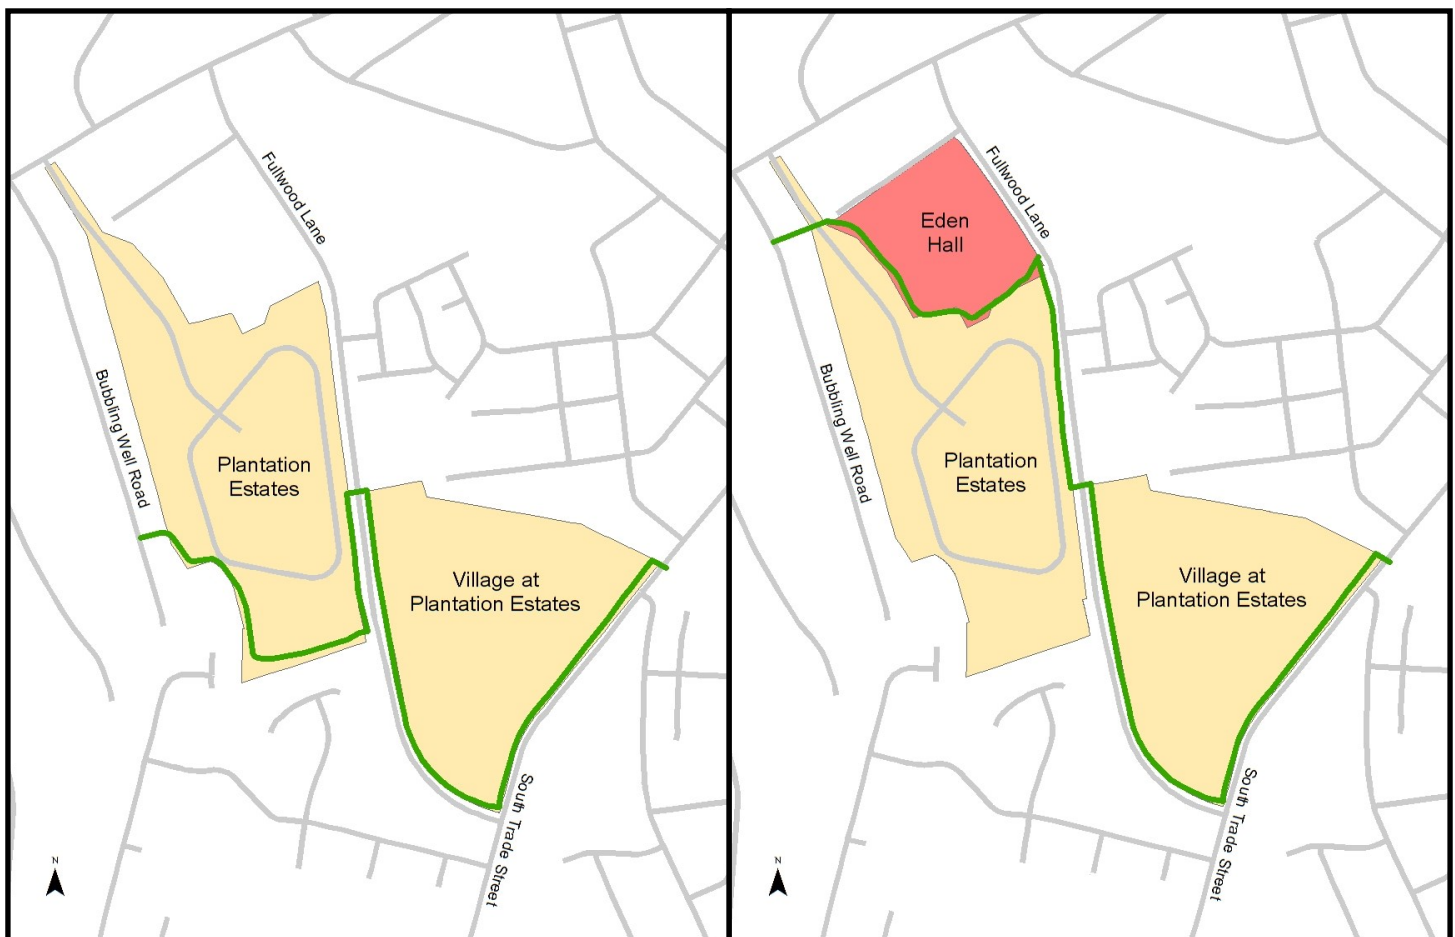 Fullwood Lane
Bubbling Well Road
Plantation
Estates
Village at
Plantation Estates
South Trade Street
N
Fullwood Lane
Eden
Hall
Bubbling Well Road
Plantation
Estates
Village at
Plantation Estates
South Trade Street
N